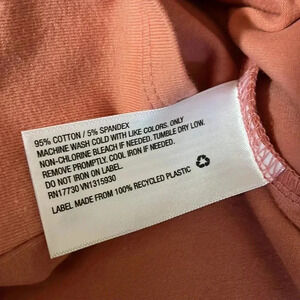 95% COTTON / 5% SPANDEX
MACHINE WASH COLD WITH LIKE COLORS. ONLY
NON-CHLORINE BLEACH IF NEEDED. TUMBLE DRY LOW.
REMOVE PROMPTLY. COOL IRON IF NEEDED.
DO NOT IRON ON LABEL.
RN17730 VN1315930
LABEL MADE FROM 100% RECYCLED PLASTIC